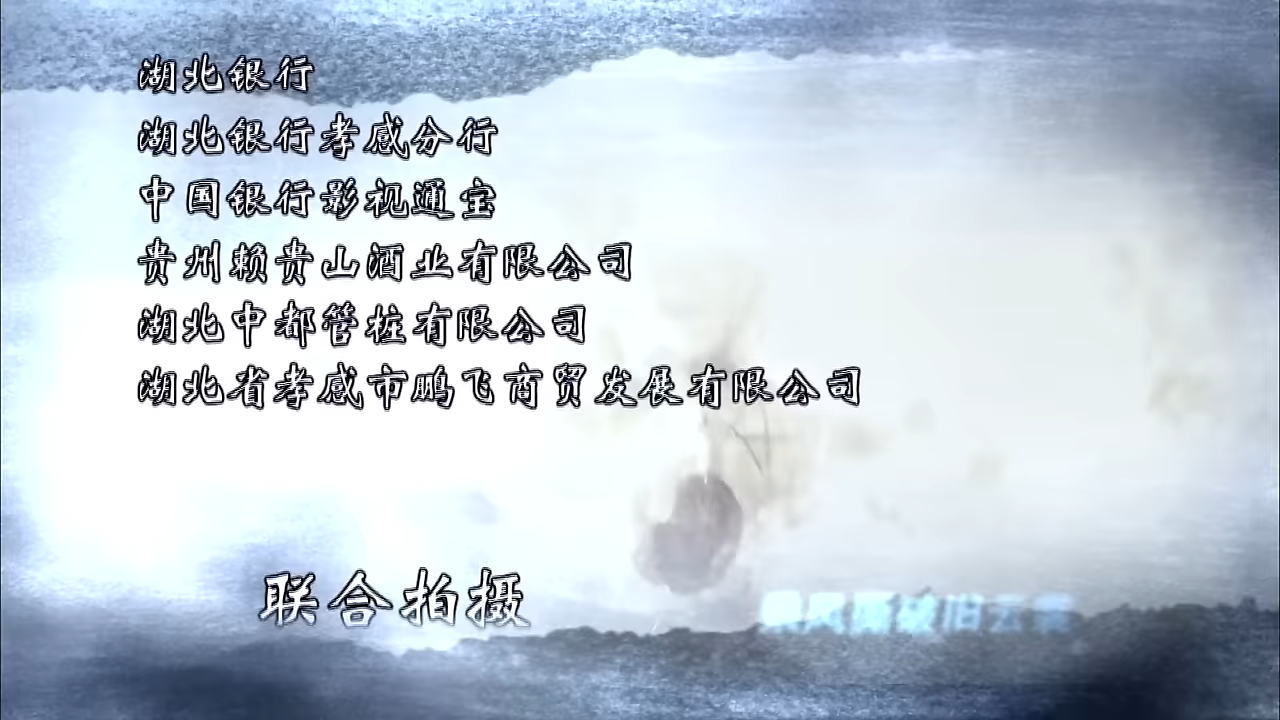 湖北银行
湖北银行孝感分行
中国银行影视通宝
贵州赖贵山酒业有限公司
湖北中都管桩有限公司
湖北省孝感市鹏飞商贸发展有限公司
联合拍摄